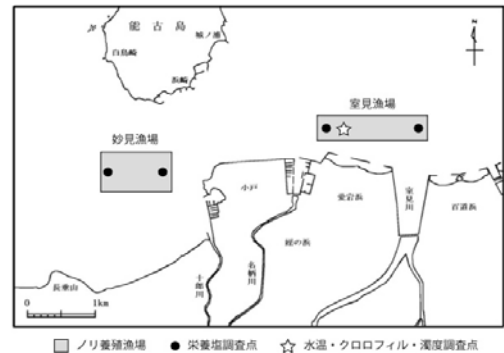 能古島
城ノ浦
白鳥崎
浜崎
N
室見漁場
妙見漁場
小戸
愛宕浜
室見川
百道浜
姪の浜
名柄川
十郎川
長垂山
0 1km
ノリ養殖漁場 栄養塩調査点 水温・クロロフィル・濁度調査点